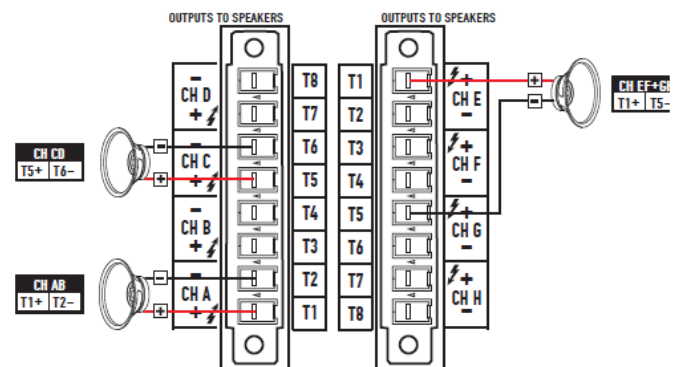 OUTPUTS TO SPEAKERS
OUTPUTS TO SPEAKERS
−
CH D
+
−
CH C
+
−
CH B
+
−
CH A
+
T8
T7
T6
T5
T4
T3
T2
T1
T1
T2
T3
T4
T5
T6
T7
T8
+
CH E
−
+
CH F
−
+
CH G
−
+
CH H
−
−
+
CH CD
T5+ T6−
−
+
CH AB
T1+ T2−
+
−
T1+ T5−